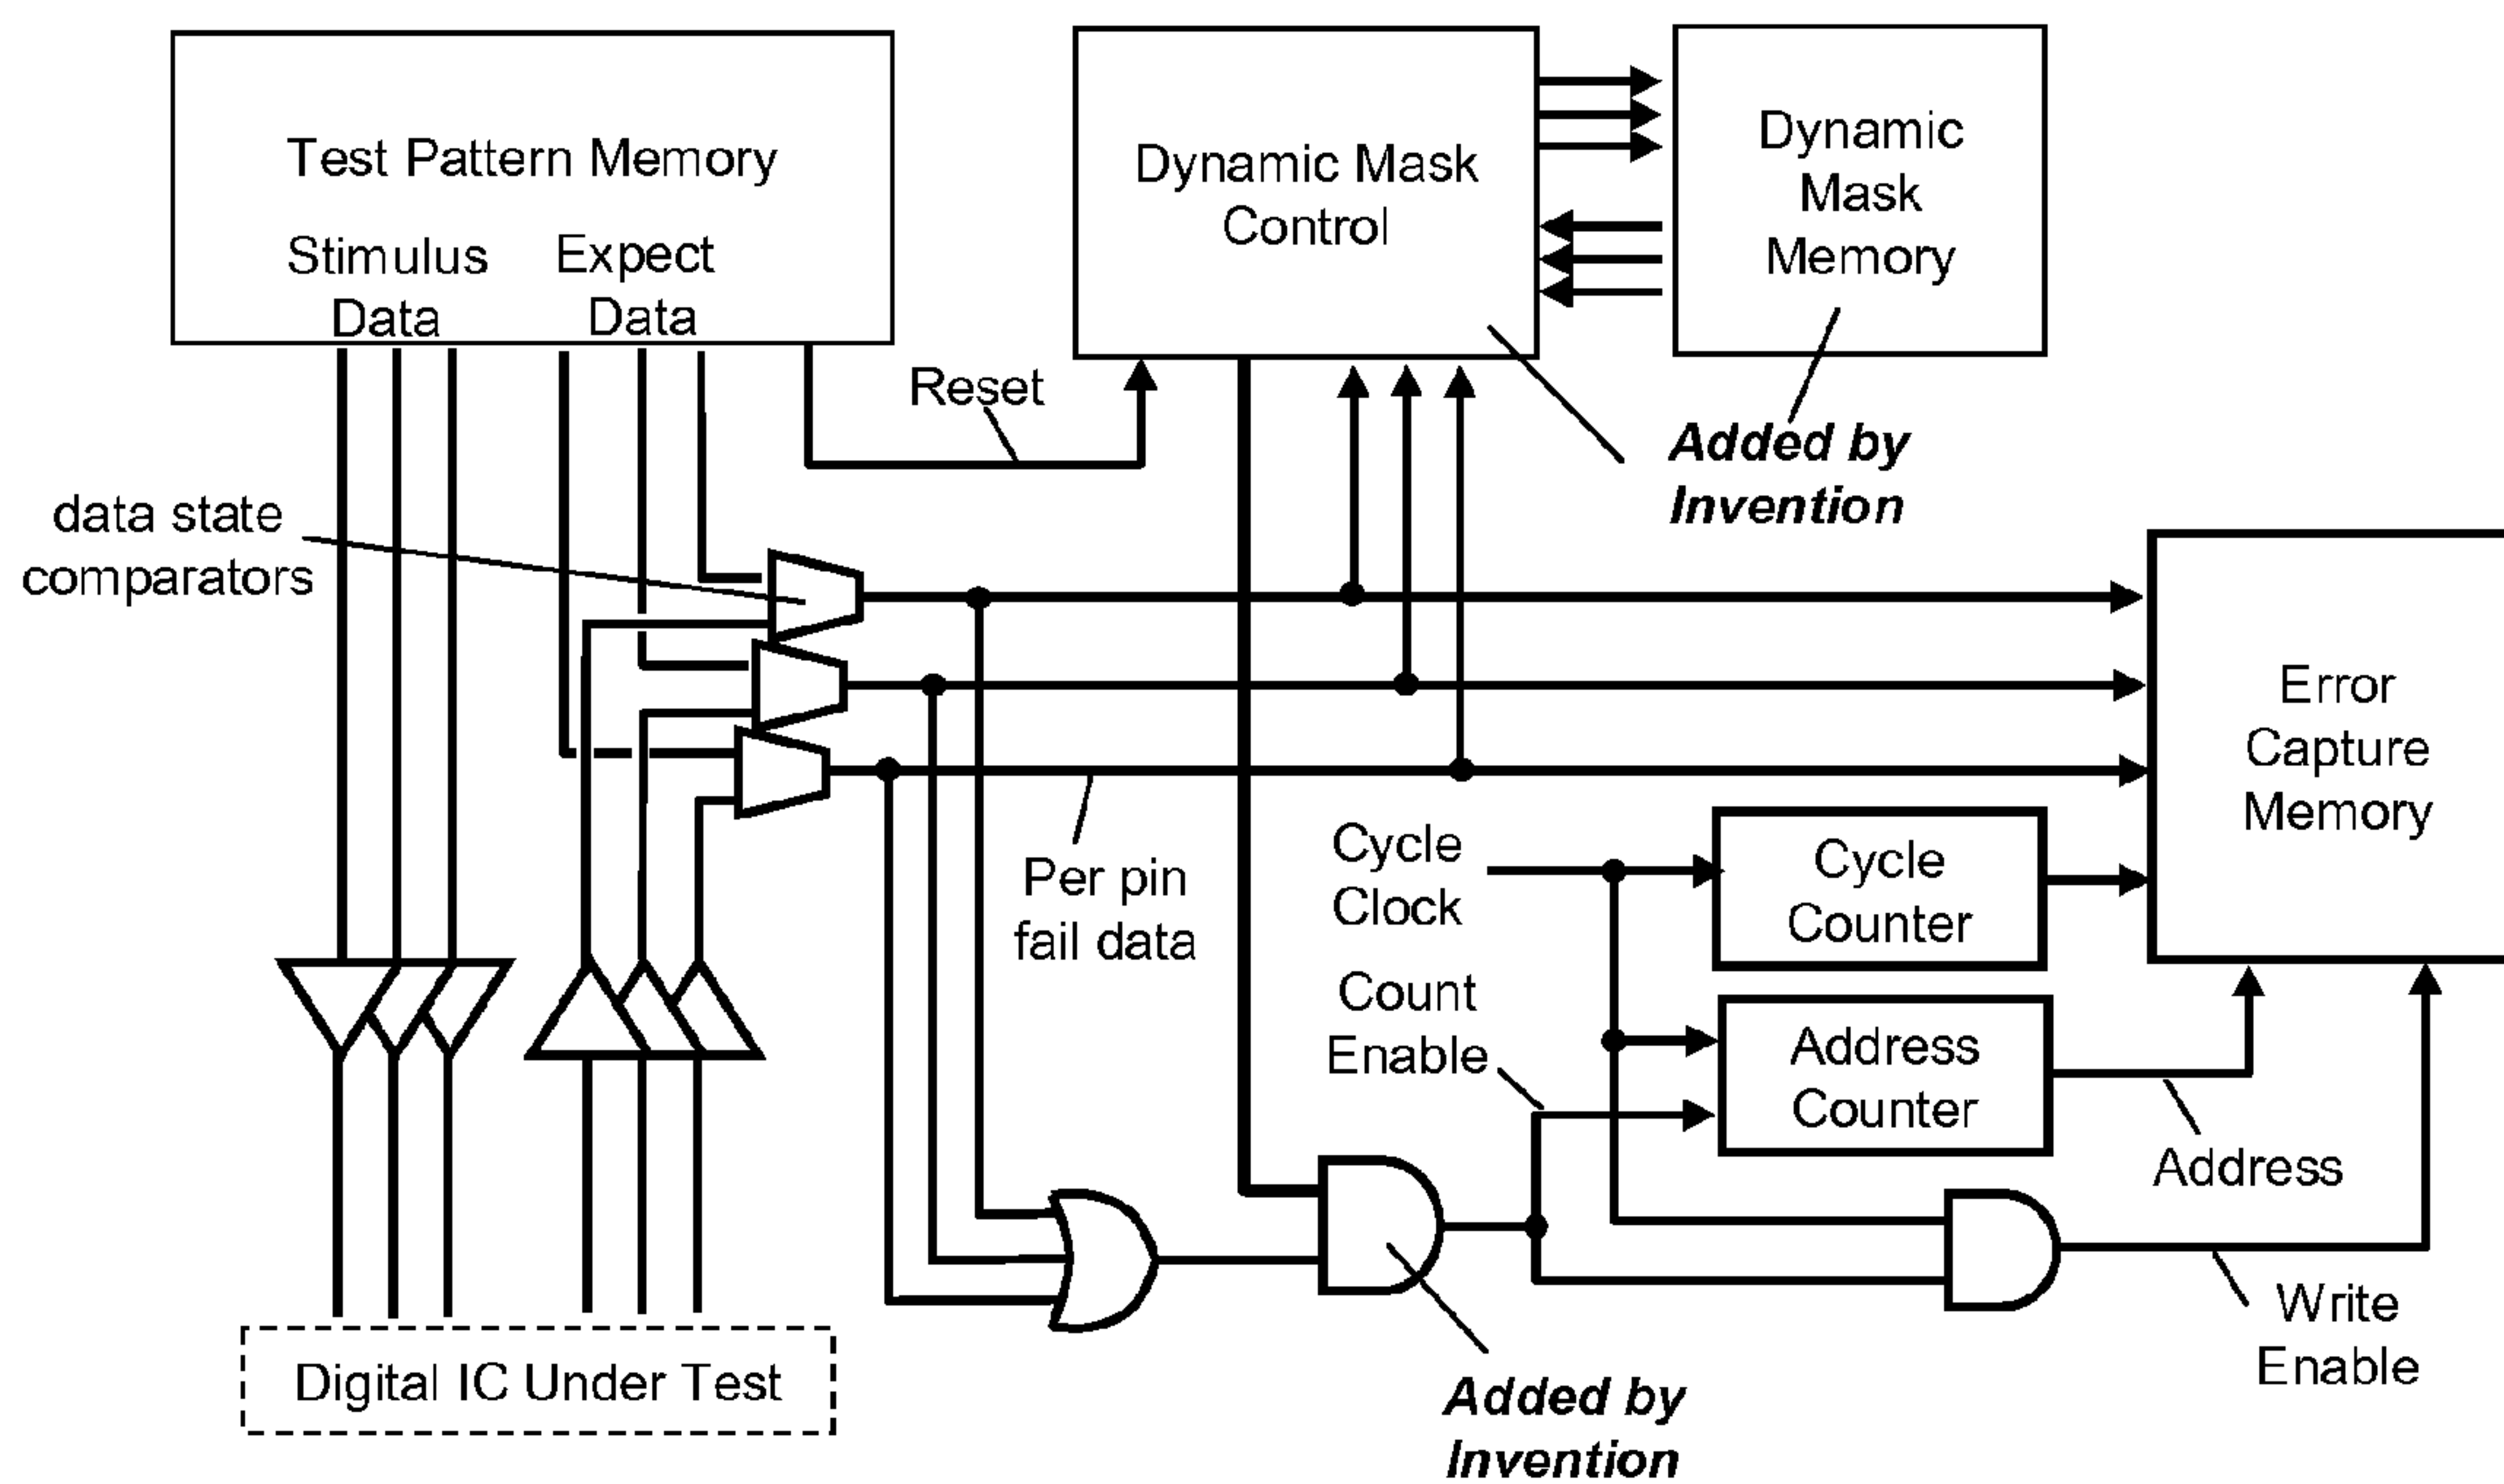 Test Pattern Memory
Stimulus
Data
Expect
Data
Dynamic Mask
Control
Dynamic
Mask
Memory
Reset
Added by
Invention
data state
comparators
Error
Capture
Memory
Per pin
fail data
Cycle
Clock
Cycle
Counter
Count
Enable
Address
Counter
Address
Write
Enable
Digital IC Under Test
Added by
Invention